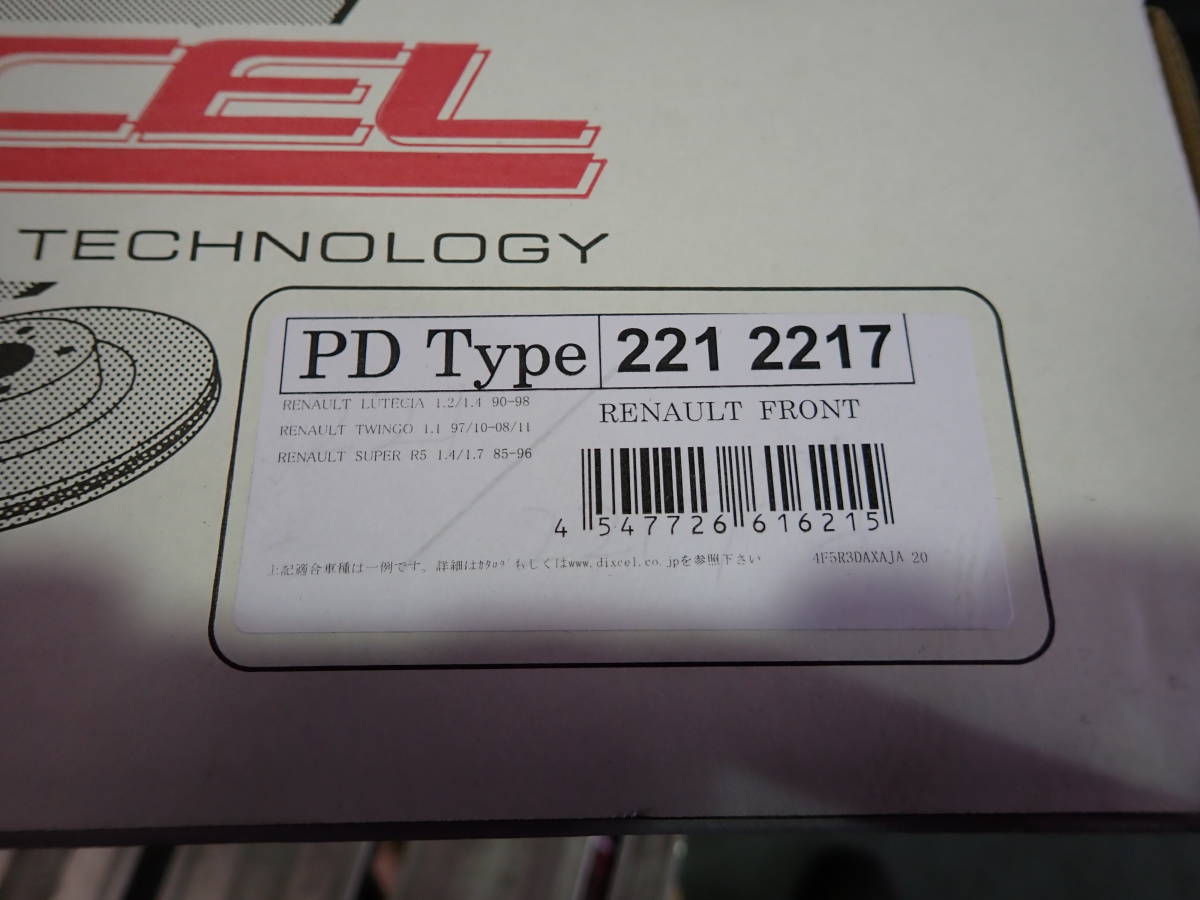 CEL
TECHNOLOGY
PD Type 221 2217
RENAULT LUTECIA 1.2/1.4 90-98
RENAULT TWINGO 1.1 97/10-08/11
RENAULT SUPER R5 1.4/1.7 85-96
RENAULT FRONT
4 547726 616215
上記適合車種は一例です。詳細はｶﾀﾛｸﾞもしくはwww.dixcel.co.jpを参照下さい 4F5R3DAXAJA 20